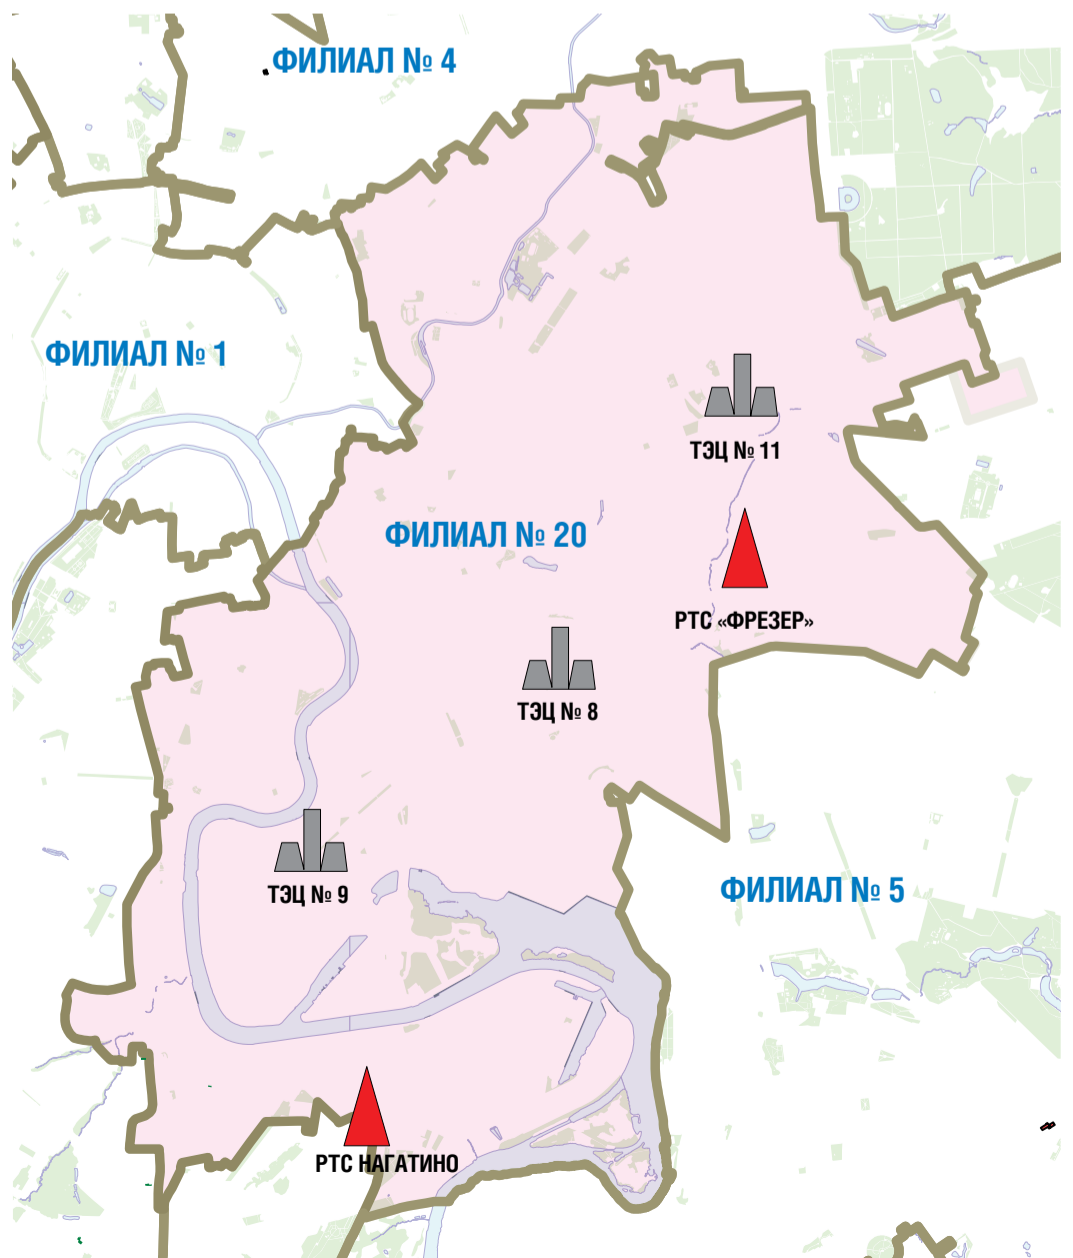 ФИЛИАЛ № 4
ФИЛИАЛ № 1
ТЭЦ № 11
ФИЛИАЛ № 20
РТС «ФРЕЗЕР»
ТЭЦ № 8
ТЭЦ № 9
ФИЛИАЛ № 5
РТС НАГАТИНО